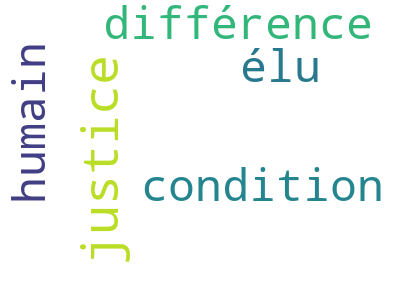 différence
élu
humain
justice
condition